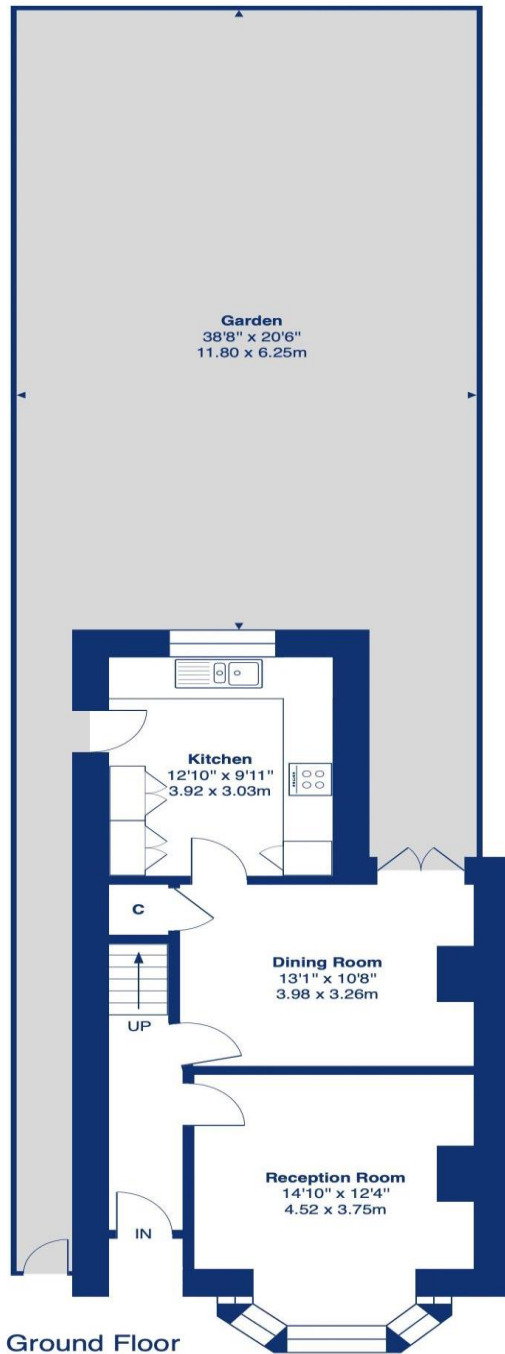 Garden
38'8" x 20'6"
11.80 x 6.25m
Kitchen
12'10" x 9'11"
3.92 x 3.03m
C
Dining Room
13'1" x 10'8"
3.98 x 3.26m
UP
Reception Room
14'10" x 12'4"
4.52 x 3.75m
IN
Ground Floor